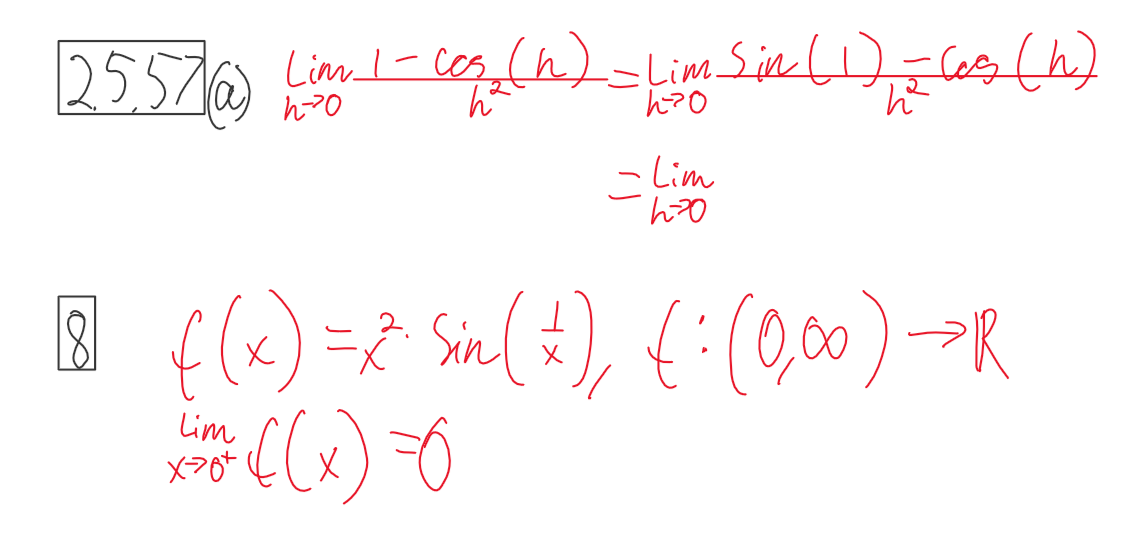 2.5.57 (a) lim h→0 (1 - cos(h))/h² = lim h→0 (sin(1) - cos(h))/h²
= lim h→0
8 f(x) = x² · sin(1/x), f : (0,∞) → ℝ
lim x→0⁺ f(x) = 0